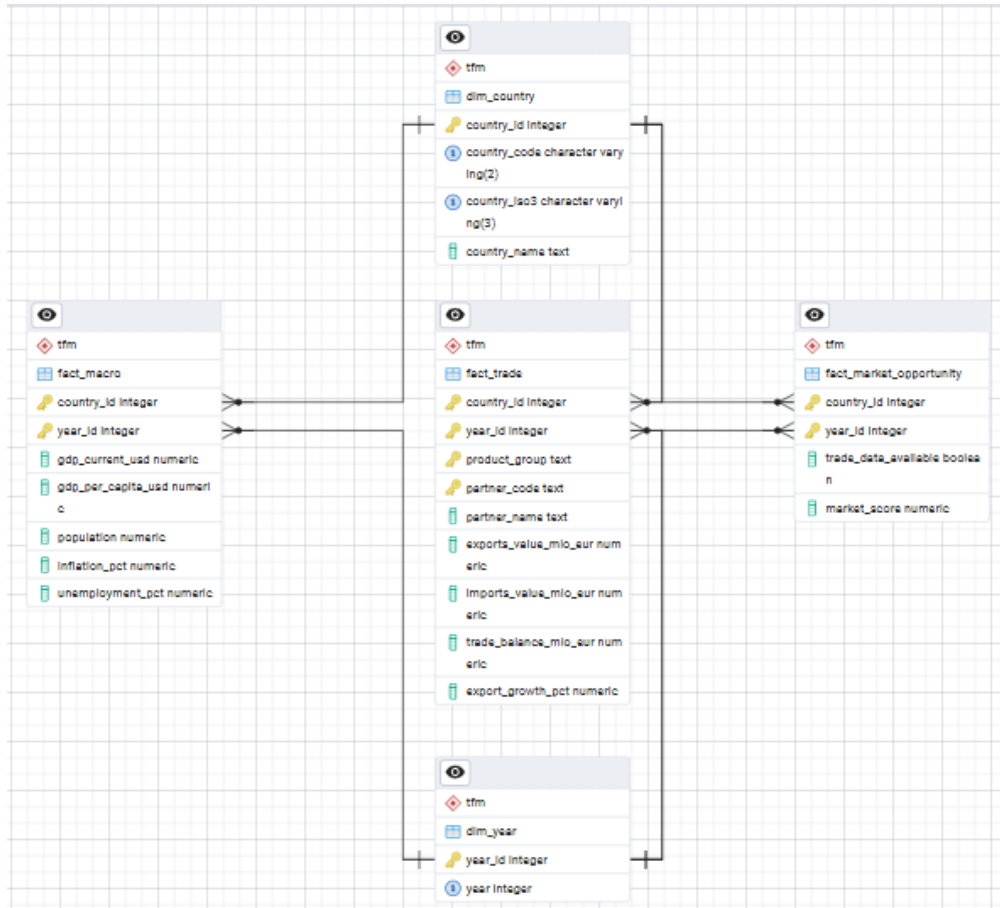 tfm
dim_country
country_id integer
country_code character vary
ing(2)
country_iso3 character varyi
ng(3)
country_name text
tfm
fact_macro
country_id integer
year_id integer
gdp_current_usd numeric
gdp_per_capita_usd numeri
c
population numeric
inflation_pct numeric
unemployment_pct numeric
tfm
fact_trade
country_id integer
year_id integer
product_group text
partner_code text
partner_name text
exports_value_mio_eur num
eric
imports_value_mio_eur num
eric
trade_balance_mio_eur num
eric
export_growth_pct numeric
tfm
fact_market_opportunity
country_id integer
year_id integer
trade_data_available boolea
n
market_score numeric
tfm
dim_year
year_id integer
year integer